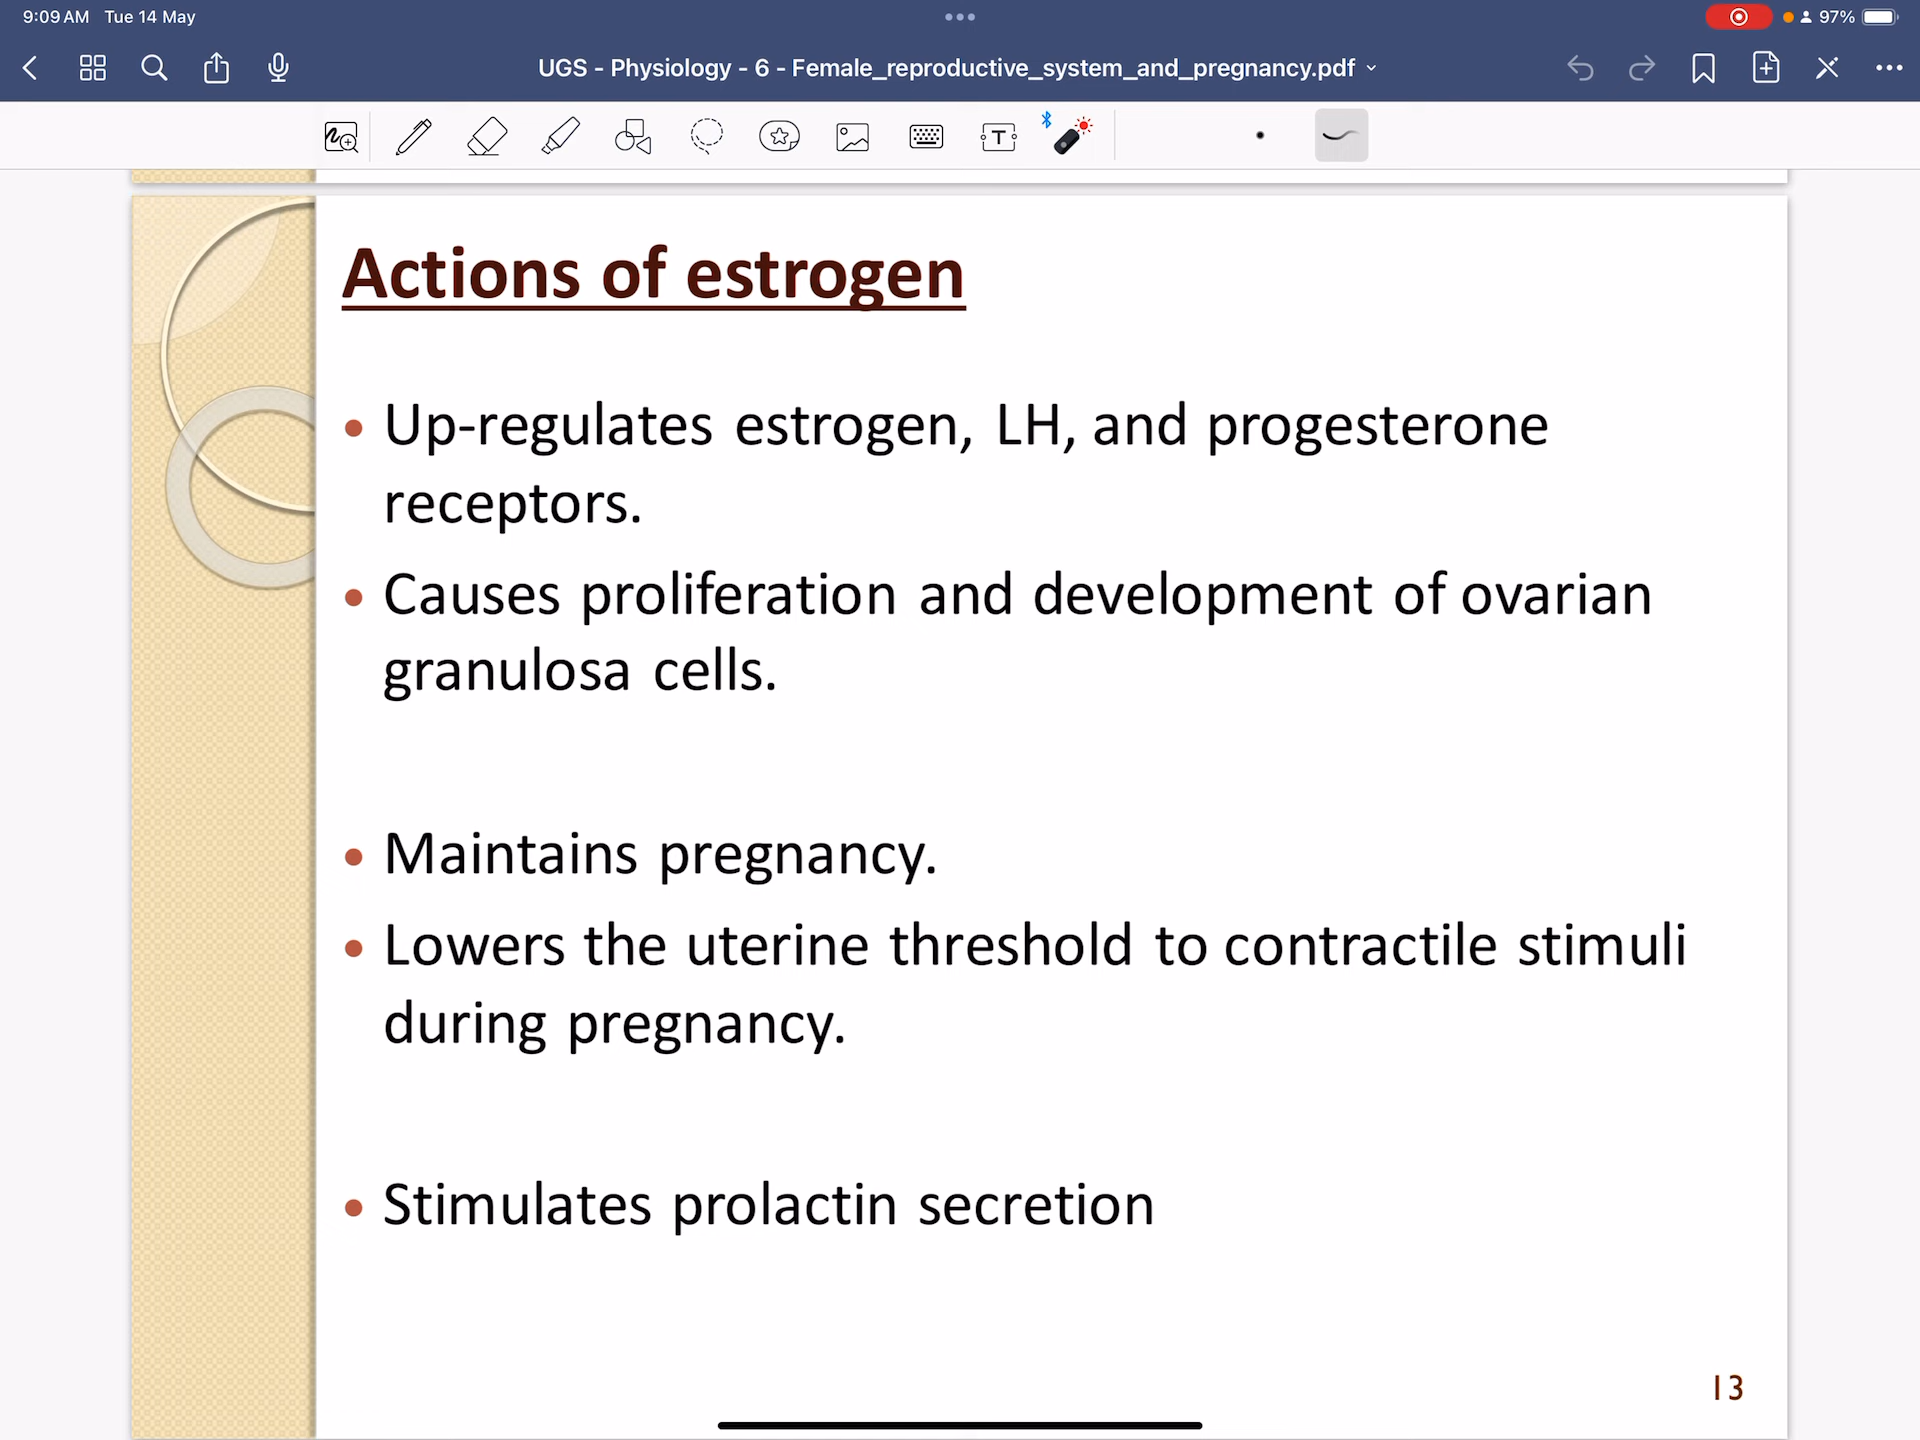 9:09 AM Tue 14 May
97%
UGS - Physiology - 6 - Female_reproductive_system_and_pregnancy.pdf
T
Actions of estrogen
• Up-regulates estrogen, LH, and progesterone
receptors.
• Causes proliferation and development of ovarian
granulosa cells.
• Maintains pregnancy.
• Lowers the uterine threshold to contractile stimuli
during pregnancy.
• Stimulates prolactin secretion
13